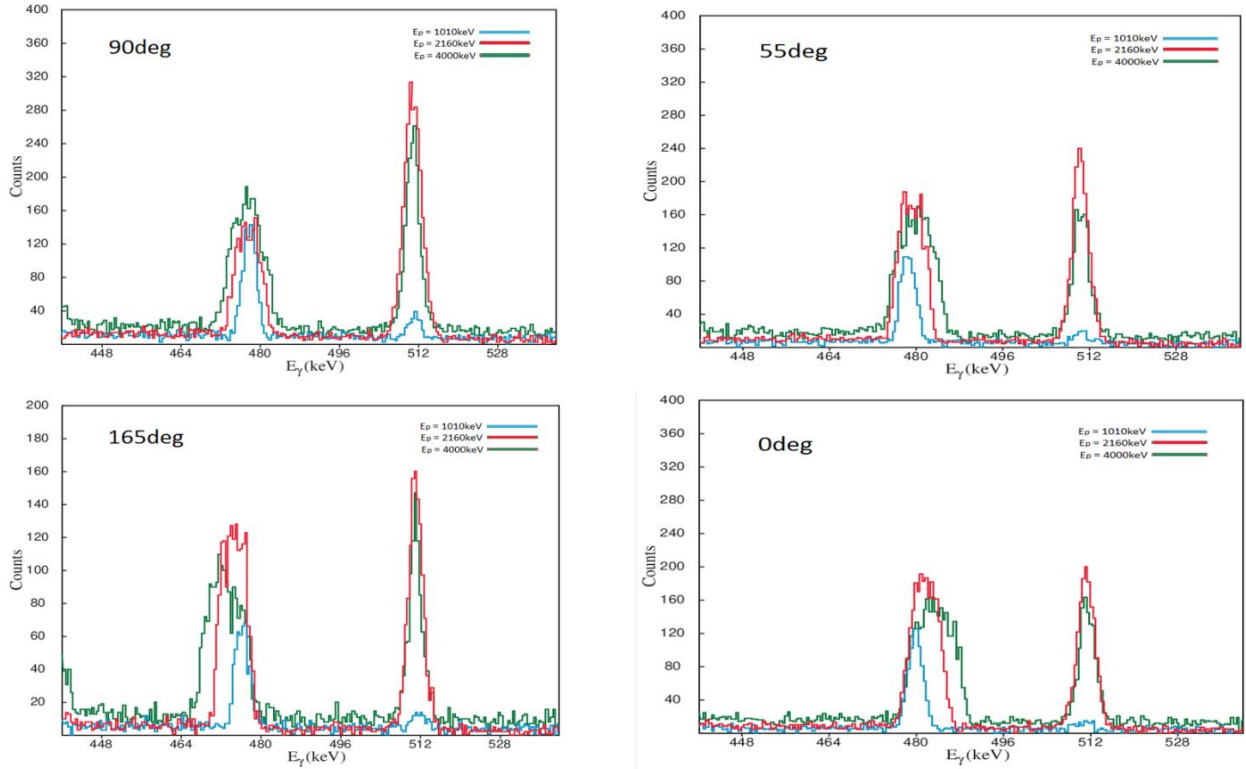 400
360
320
280
240
200
160
120
80
40
Counts
90deg
Ep = 1010keV
Ep = 2160keV
Ep = 4000keV
448 464 480 496 512 528
Eγ(keV)
400
360
320
280
240
200
160
120
80
40
Counts
55deg
Ep = 1010keV
Ep = 2160keV
Ep = 4000keV
448 464 480 496 512 528
Eγ(keV)
200
180
160
140
120
100
80
60
40
20
Counts
165deg
Ep = 1010keV
Ep = 2160keV
Ep = 4000keV
448 464 480 496 512 528
Eγ(keV)
400
360
320
280
240
200
160
120
80
40
Counts
0deg
Ep = 1010keV
Ep = 2160keV
Ep = 4000keV
448 464 480 496 512 528
Eγ(keV)